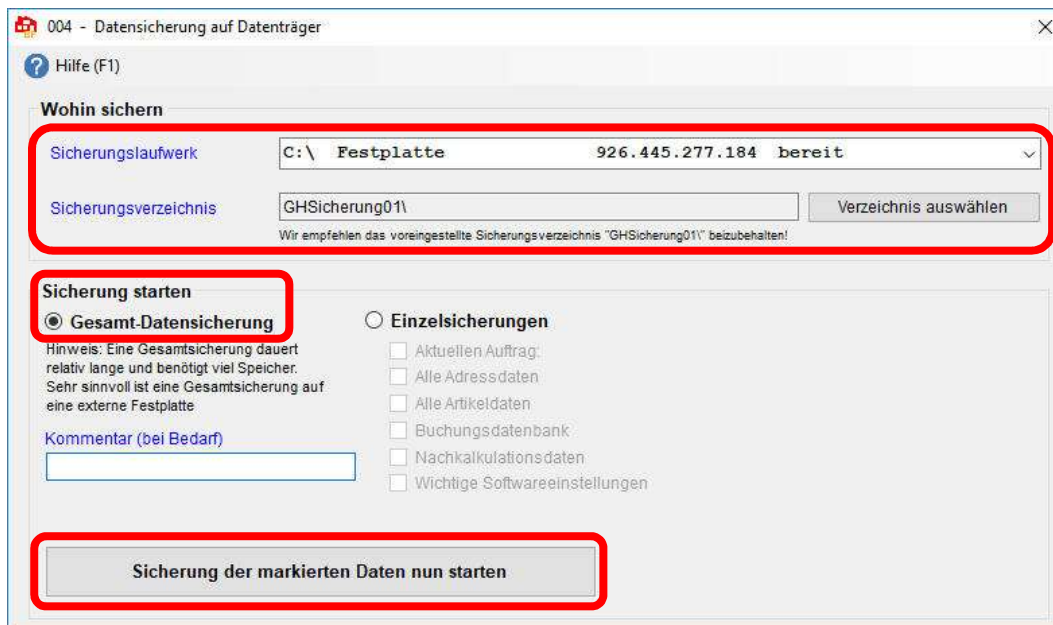 004 - Datensicherung auf Datenträger
Hilfe (F1)
Wohin sichern
Sicherungslaufwerk C:\ Festplatte 926.445.277.184 bereit
Sicherungsverzeichnis GHSicherung01\ Verzeichnis auswählen
Wir empfehlen das voreingestellte Sicherungsverzeichnis "GHSicherung01\" beizubehalten!
Sicherung starten
Gesamt-Datensicherung
Hinweis: Eine Gesamtsicherung dauert
relativ lange und benötigt viel Speicher.
Sehr sinnvoll ist eine Gesamtsicherung auf
eine externe Festplatte
Kommentar (bei Bedarf)
Einzelsicherungen
Aktuellen Auftrag:
Alle Adressdaten
Alle Artikeldaten
Buchungsdatenbank
Nachkalkulationsdaten
Wichtige Softwareeinstellungen
Sicherung der markierten Daten nun starten